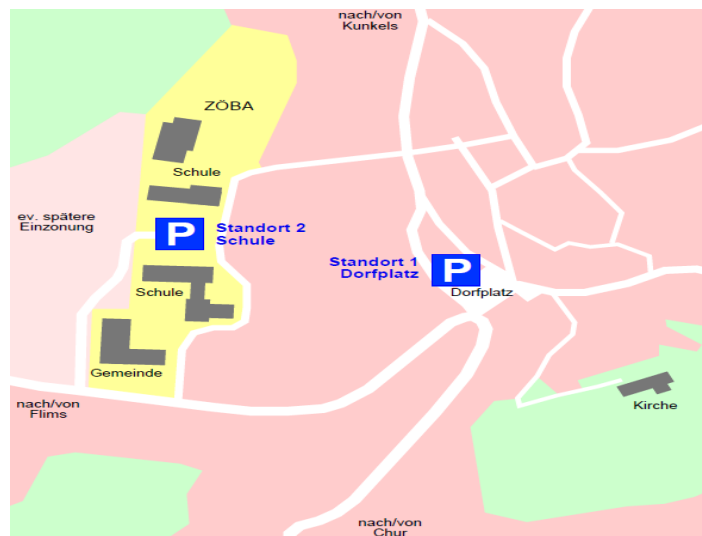 nach/von
Kunkels
ZÖBA
Schule
ev. spätere
Einzonung
P
Standort 2
Schule
Standort 1
Dorfplatz
P
Dorfplatz
Schule
Gemeinde
nach/von
Flims
Kirche
nach/von
Chur